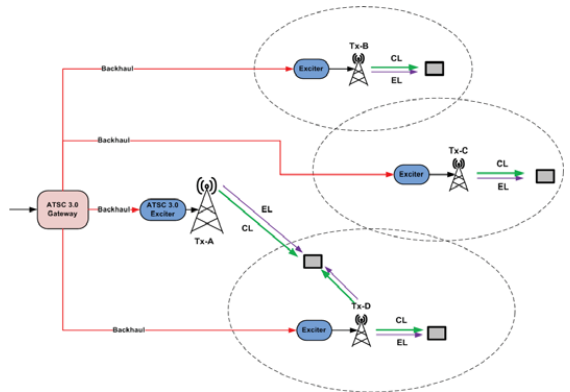 Tx-B
CL
Exciter
EL
Backhaul
Backhaul
Tx-C
CL
Exciter
EL
ATSC 3.0
Gateway
Backhaul
ATSC 3.0
Exciter
EL
CL
Tx-A
Tx-D
CL
Backhaul
Exciter
EL